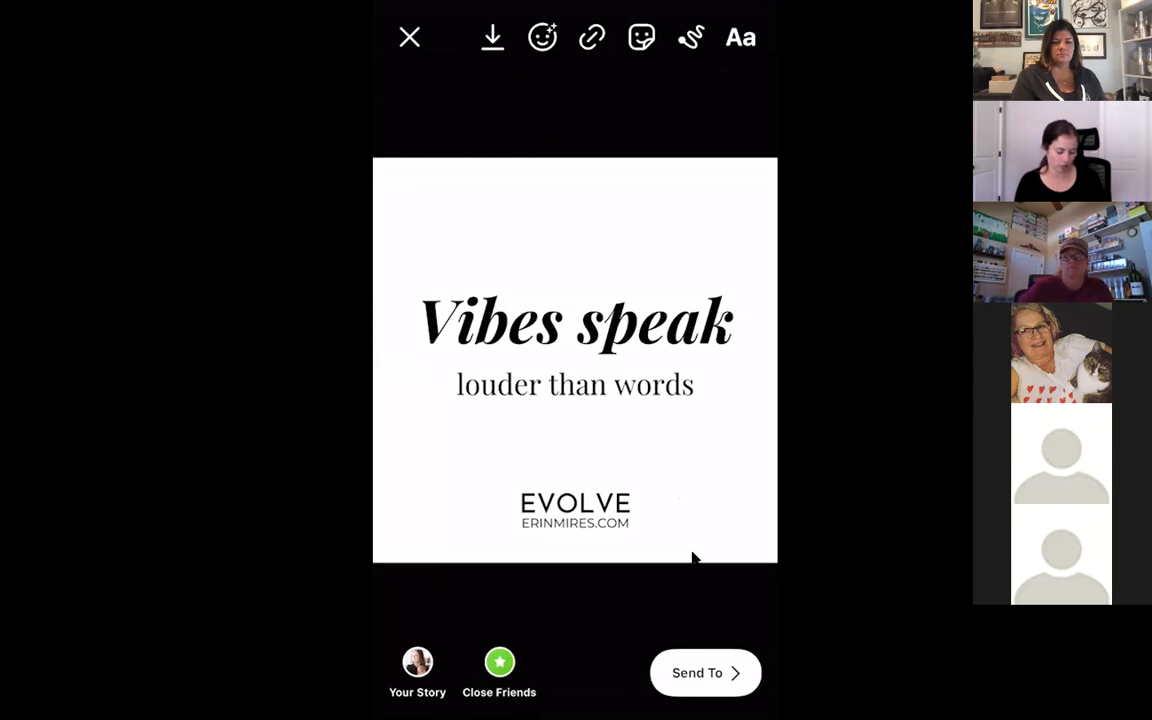 Aa
Vibes speak
louder than words
EVOLVE
ERINMIRES.COM
Your Story
Close Friends
Send To